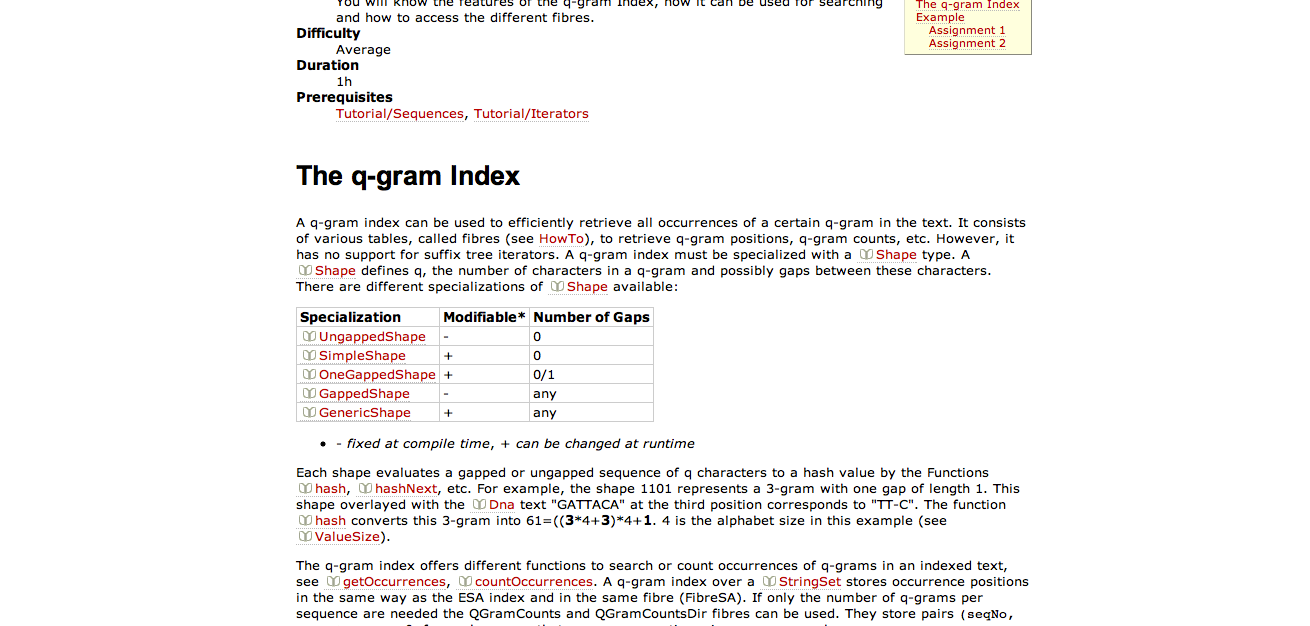 You will know the features of the q-gram Index, how it can be used for searching
and how to access the different fibres.
Difficulty
Average
Duration
1h
Prerequisites
Tutorial/Sequences, Tutorial/Iterators
The q-gram Index
Example
Assignment 1
Assignment 2
The q-gram Index
A q-gram index can be used to efficiently retrieve all occurrences of a certain q-gram in the text. It consists
of various tables, called fibres (see HowTo), to retrieve q-gram positions, q-gram counts, etc. However, it
has no support for suffix tree iterators. A q-gram index must be specialized with a Shape type. A
Shape defines q, the number of characters in a q-gram and possibly gaps between these characters.
There are different specializations of Shape available:
Specialization Modifiable* Number of Gaps
UngappedShape - 0
SimpleShape + 0
OneGappedShape + 0/1
GappedShape - any
GenericShape + any
• - fixed at compile time, + can be changed at runtime
Each shape evaluates a gapped or ungapped sequence of q characters to a hash value by the Functions
hash, hashNext, etc. For example, the shape 1101 represents a 3-gram with one gap of length 1. This
shape overlayed with the Dna text "GATTACA" at the third position corresponds to "TT-C". The function
hash converts this 3-gram into 61=((3*4+3)*4+1. 4 is the alphabet size in this example (see
ValueSize).
The q-gram index offers different functions to search or count occurrences of q-grams in an indexed text,
see getOccurrences, countOccurrences. A q-gram index over a StringSet stores occurrence positions
in the same way as the ESA index and in the same fibre (FibreSA). If only the number of q-grams per
sequence are needed the QGramCounts and QGramCountsDir fibres can be used. They store pairs (seqNo,